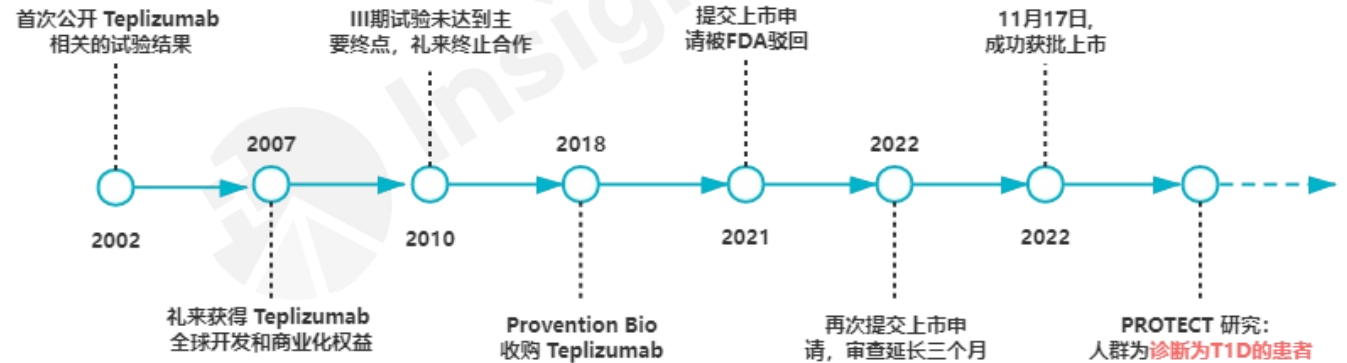 首次公开 Teplizumab
相关的试验结果
III期试验未达到主
要终点，礼来终止合作
提交上市申
请被FDA驳回
11月17日，
成功获批上市
2007
2018
2022
2002
2010
2021
2022
礼来获得 Teplizumab
全球开发和商业化权益
Provention Bio
收购 Teplizumab
再次提交上市申
请，审查延长三个月
PROTECT 研究：
人群为诊断为T1D的患者
Insig